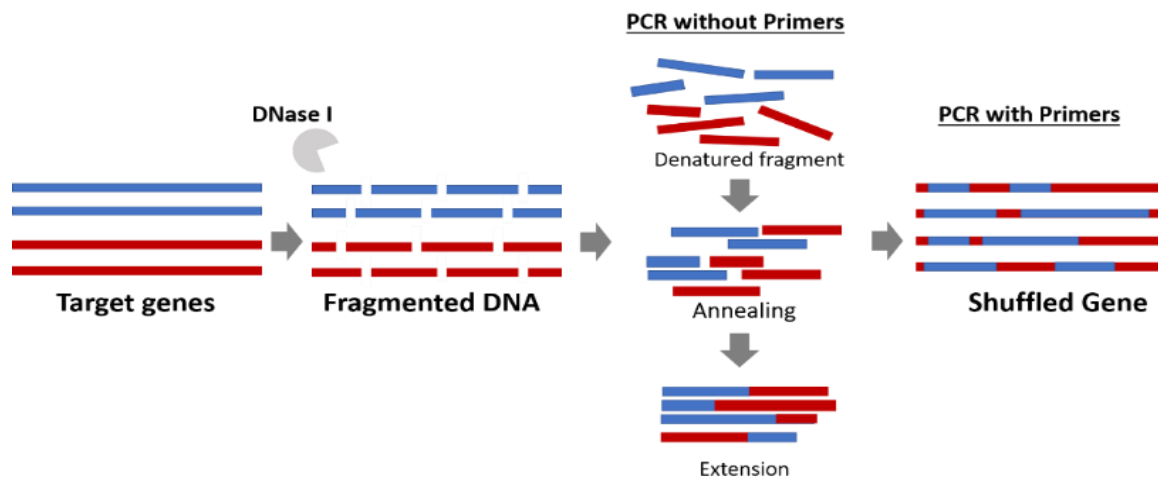 DNase I
Target genes
Fragmented DNA
PCR without Primers
Denatured fragment
Annealing
Extension
PCR with Primers
Shuffled Gene